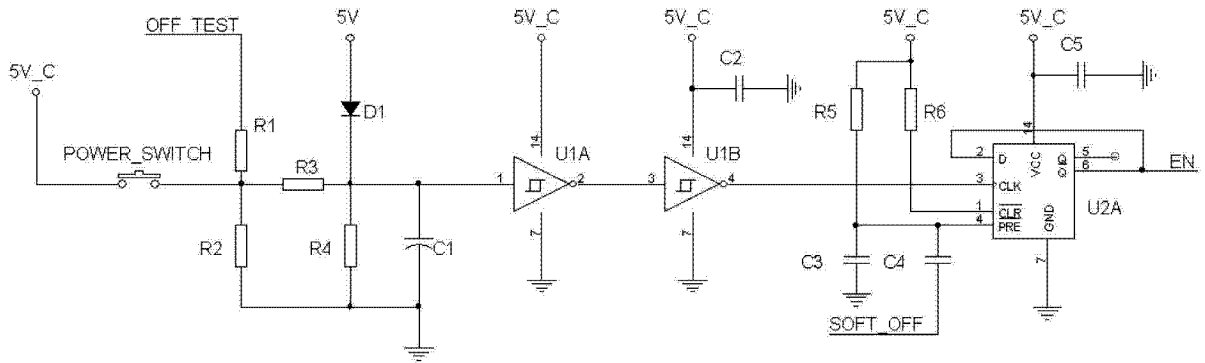 OFF_TEST
5V
5V_C
5V_C
5V_C
5V_C
C2
C5
5V_C
D1
R1
R5
R6
14
14
14
U1A
U1B
POWER_SWITCH
R3
2
D
VCC
Q
5
Q
6
EN
1
2
3
4
3
CLK
1
CLR
U2A
4
PRE
GND
R2
R4
C1
7
7
7
C3
C4
SOFT_OFF